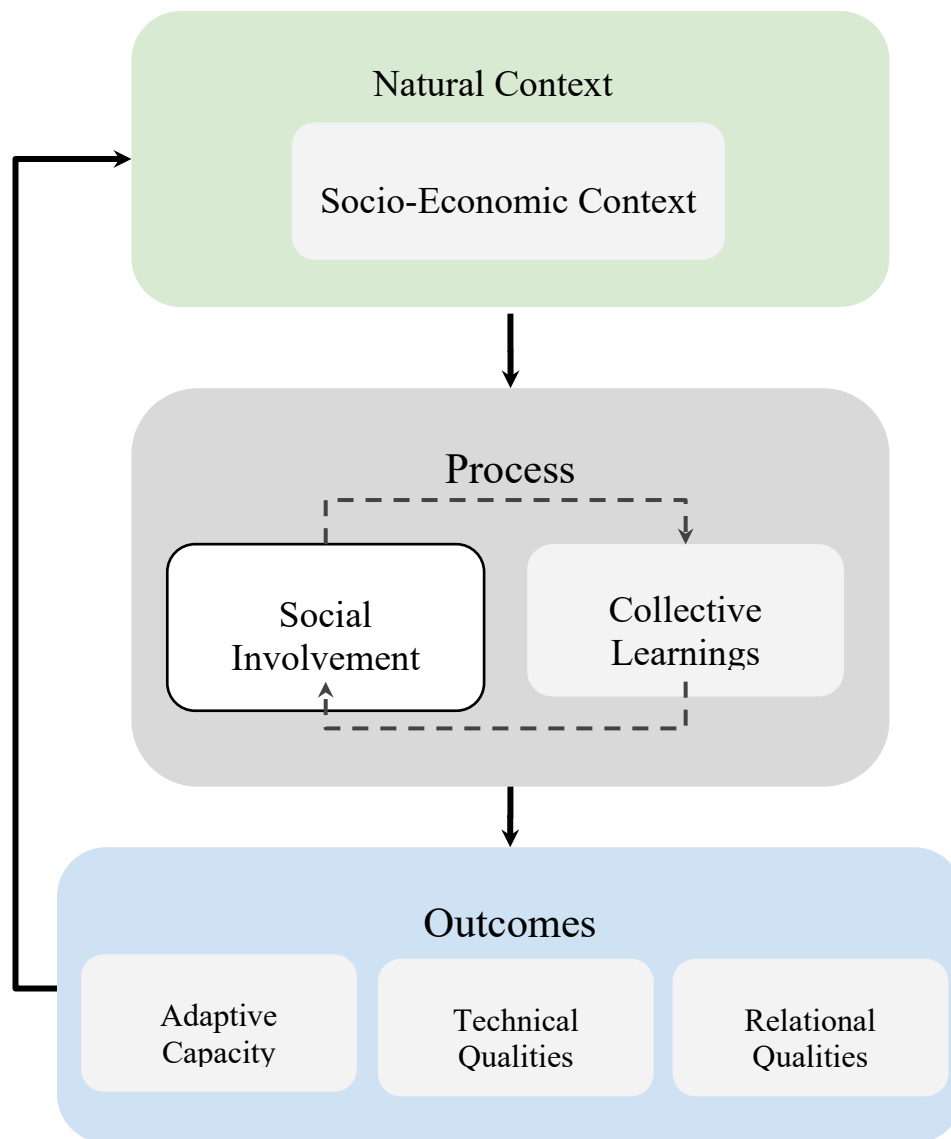 Natural Context
Socio-Economic Context
Process
Social
Involvement
Collective
Learnings
Outcomes
Adaptive
Capacity
Technical
Qualities
Relational
Qualities